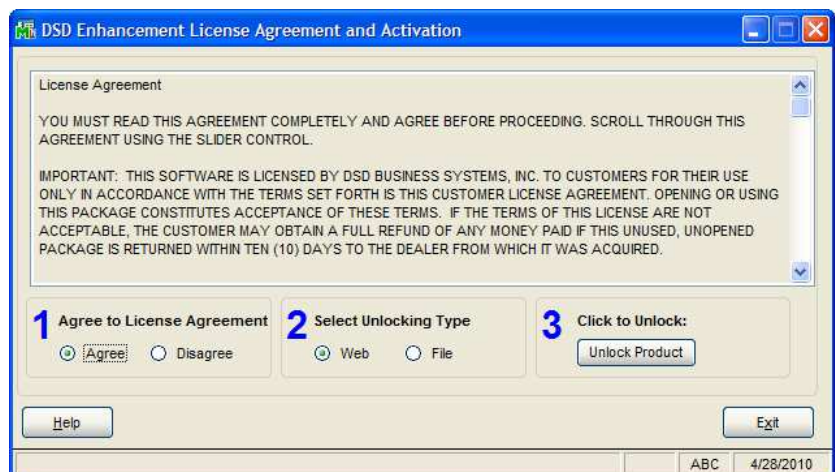 DSD Enhancement License Agreement and Activation
License Agreement
YOU MUST READ THIS AGREEMENT COMPLETELY AND AGREE BEFORE PROCEEDING. SCROLL THROUGH THIS
AGREEMENT USING THE SLIDER CONTROL.
IMPORTANT: THIS SOFTWARE IS LICENSED BY DSD BUSINESS SYSTEMS, INC. TO CUSTOMERS FOR THEIR USE
ONLY IN ACCORDANCE WITH THE TERMS SET FORTH IS THIS CUSTOMER LICENSE AGREEMENT. OPENING OR USING
THIS PACKAGE CONSTITUTES ACCEPTANCE OF THESE TERMS. IF THE TERMS OF THIS LICENSE ARE NOT
ACCEPTABLE, THE CUSTOMER MAY OBTAIN A FULL REFUND OF ANY MONEY PAID IF THIS UNUSED, UNOPENED
PACKAGE IS RETURNED WITHIN TEN (10) DAYS TO THE DEALER FROM WHICH IT WAS ACQUIRED.
1 Agree to License Agreement
Agree Disagree
2 Select Unlocking Type
Web File
3 Click to Unlock:
Unlock Product
Help Exit
ABC 4/28/2010